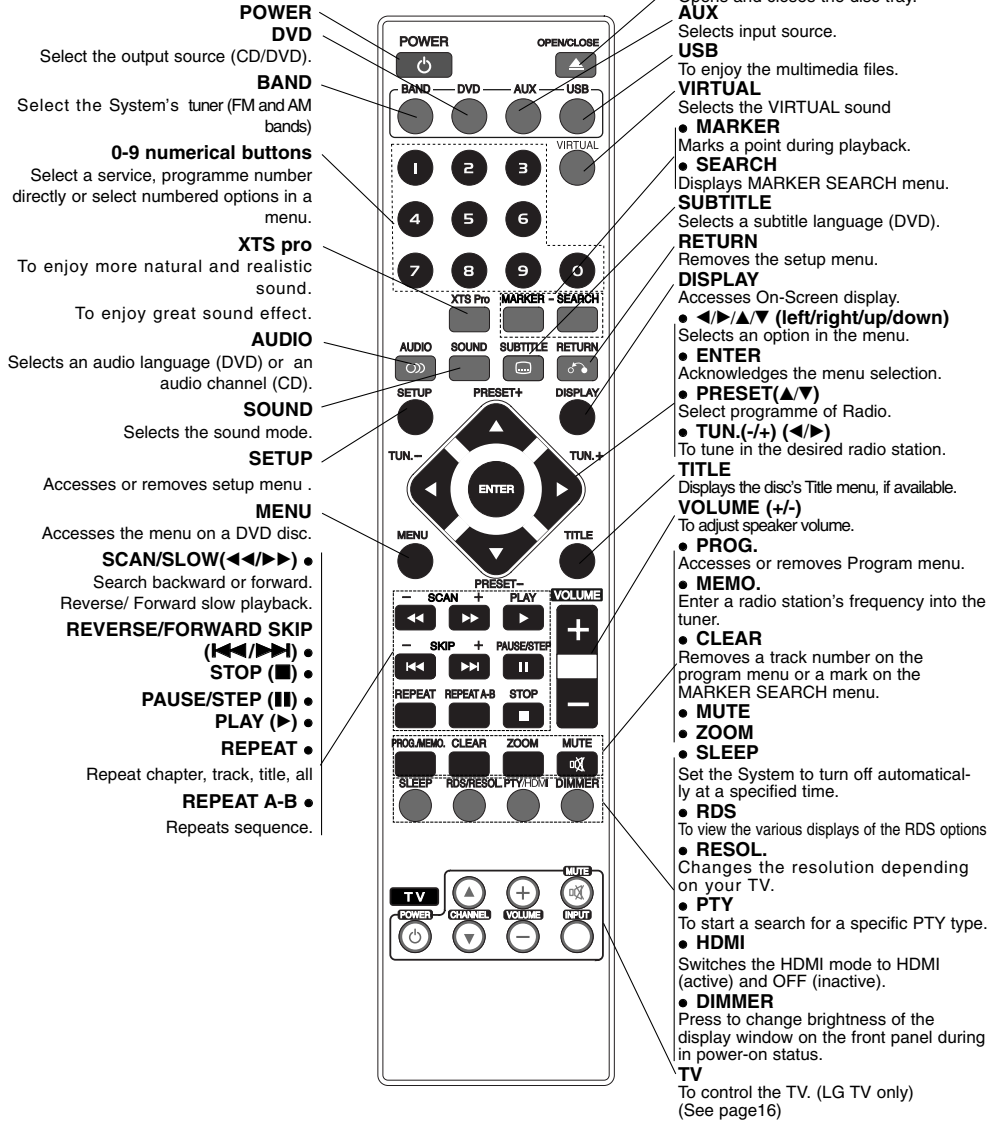 POWER
DVD
Select the output source (CD/DVD).
BAND
Select the System's tuner (FM and AM
bands)
0-9 numerical buttons
Select a service, programme number
directly or select numbered options in a
menu.
XTS pro
To enjoy more natural and realistic
sound.
To enjoy great sound effect.
AUDIO
Selects an audio language (DVD) or an
audio channel (CD).
SOUND
Selects the sound mode.
SETUP
Accesses or removes setup menu .
MENU
Accesses the menu on a DVD disc.
SCAN/SLOW(◄◄/►►) ●
Search backward or forward.
Reverse/ Forward slow playback.
REVERSE/FORWARD SKIP
(I◄◄/►►I) ●
STOP (■) ●
PAUSE/STEP (II) ●
PLAY (►) ●
REPEAT ●
Repeat chapter, track, title, all
REPEAT A-B ●
Repeats sequence.
POWER OPEN/CLOSE
BAND DVD AUX USB
VIRTUAL
1 2 3
4 5 6
7 8 9 0
XTS Pro MARKER - SEARCH
AUDIO SOUND SUBTITLE RETURN
SETUP PRESET+ DISPLAY
TUN.- TUN.+
ENTER
MENU TITLE
PRESET-
- SCAN + PLAY VOLUME
+
- SKIP + PAUSE/STEP
REPEAT REPEAT A-B STOP
-
PROG./MEMO. CLEAR ZOOM MUTE
SLEEP RDS/RESOL. PTY/HDMI DIMMER
MUTE
TV
POWER CHANNEL VOLUME INPUT
Opens and closes the disc tray.
AUX
Selects input source.
USB
To enjoy the multimedia files.
VIRTUAL
Selects the VIRTUAL sound
● MARKER
Marks a point during playback.
● SEARCH
Displays MARKER SEARCH menu.
SUBTITLE
Selects a subtitle language (DVD).
RETURN
Removes the setup menu.
DISPLAY
Accesses On-Screen display.
● ◄/►/▲/▼ (left/right/up/down)
Selects an option in the menu.
● ENTER
Acknowledges the menu selection.
● PRESET(▲/▼)
Select programme of Radio.
● TUN.(-/+) (◄/►)
To tune in the desired radio station.
TITLE
Displays the disc's Title menu, if available.
VOLUME (+/-)
To adjust speaker volume.
● PROG.
Accesses or removes Program menu.
● MEMO.
Enter a radio station's frequency into the
tuner.
● CLEAR
Removes a track number on the
program menu or a mark on the
MARKER SEARCH menu.
● MUTE
● ZOOM
● SLEEP
Set the System to turn off automatical-
ly at a specified time.
● RDS
To view the various displays of the RDS options
● RESOL.
Changes the resolution depending
on your TV.
● PTY
To start a search for a specific PTY type.
● HDMI
Switches the HDMI mode to HDMI
(active) and OFF (inactive).
● DIMMER
Press to change brightness of the
display window on the front panel during
in power-on status.
TV
To control the TV. (LG TV only)
(See page16)